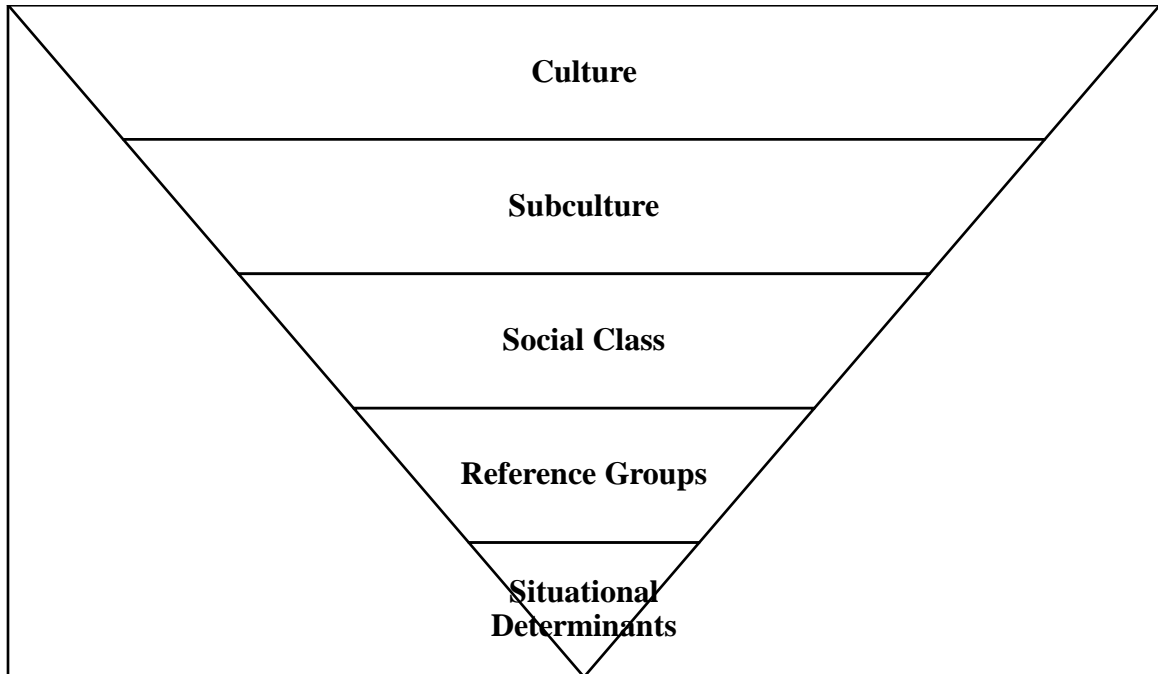 Culture
Subculture
Social Class
Reference Groups
Situational
Determinants